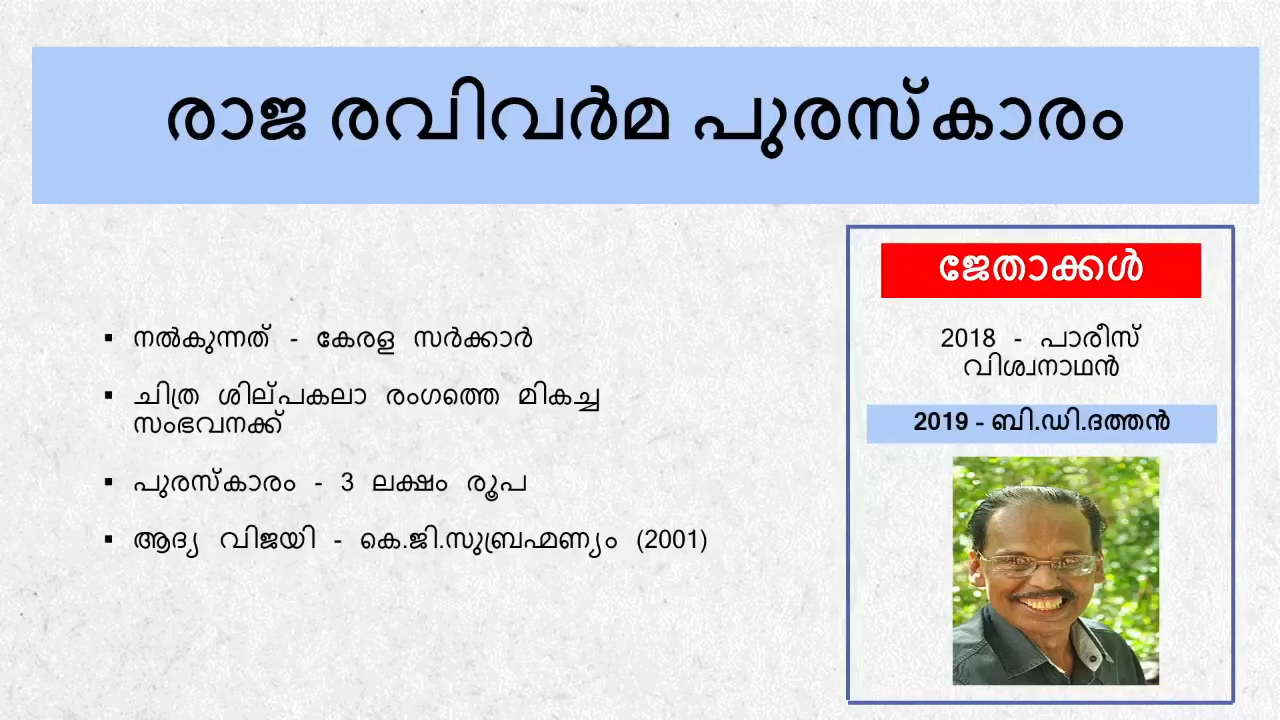 രാജ രവിവർമ പുരസ്കാരം
▪ നൽകുന്നത് - കേരള സർക്കാർ
▪ ചിത്ര ശില്പകലാ രംഗത്തെ മികച്ച
സംഭവനക്ക്
▪ പുരസ്കാരം - 3 ലക്ഷം രൂപ
▪ ആദ്യ വിജയി - കെ.ജി.സുബ്രഹ്മണ്യം (2001)
ജേതാക്കൾ
2018 - പാരീസ്
വിശ്വനാഥൻ
2019 - ബി.ഡി.ദത്തൻ